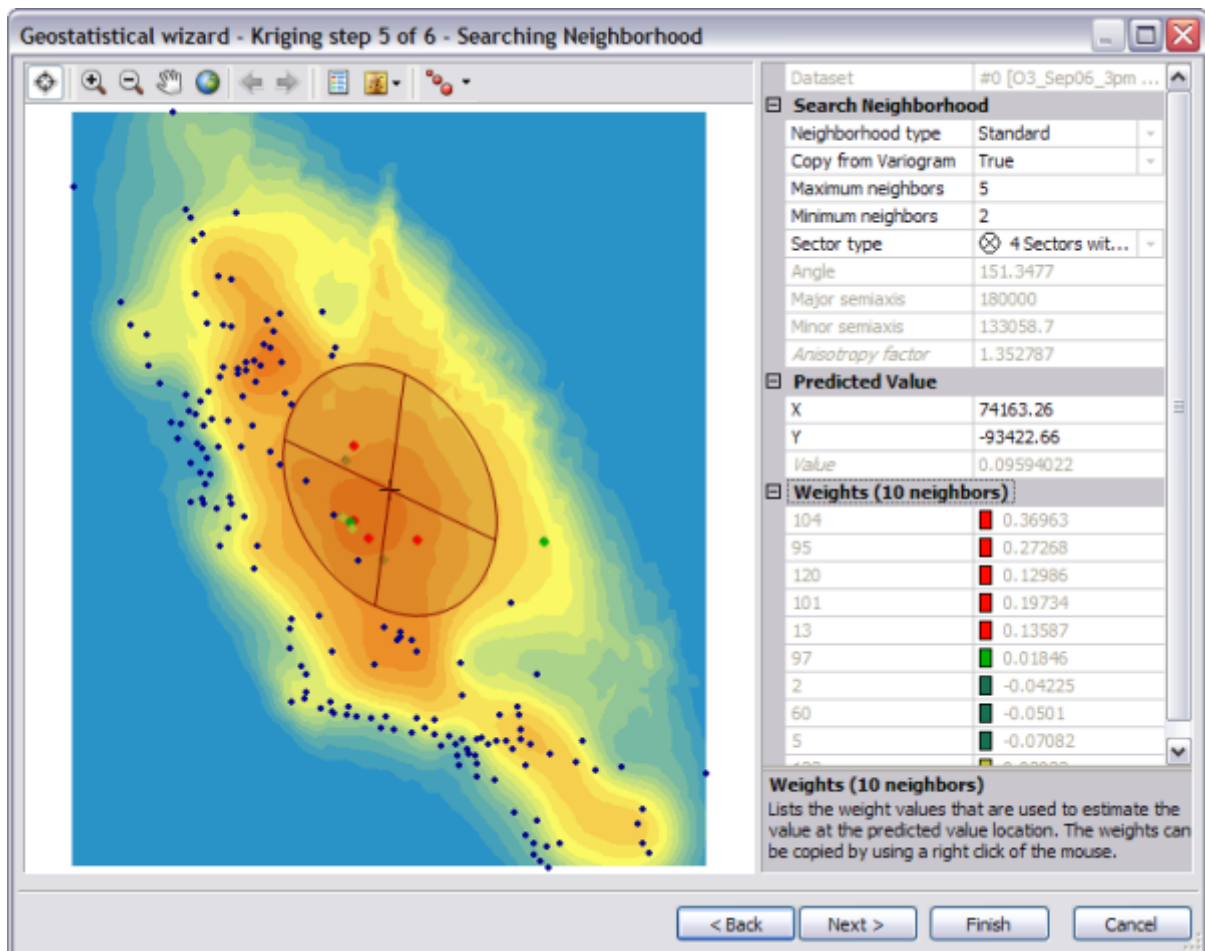 Geostatistical wizard - Kriging step 5 of 6 - Searching Neighborhood
Dataset #0 [O3_Sep06_3pm ...
Search Neighborhood
Neighborhood type Standard
Copy from Variogram True
Maximum neighbors 5
Minimum neighbors 2
Sector type 4 Sectors wit...
Angle 151.3477
Major semiaxis 180000
Minor semiaxis 133058.7
Anisotropy factor 1.352787
Predicted Value
X 74163.26
Y -93422.66
Value 0.09594022
Weights (10 neighbors)
104 0.36963
95 0.27268
120 0.12986
101 0.19734
13 0.13587
97 0.01846
2 -0.04225
60 -0.0501
5 -0.07082
Weights (10 neighbors)
Lists the weight values that are used to estimate the
value at the predicted value location. The weights can
be copied by using a right click of the mouse.
< Back Next > Finish Cancel